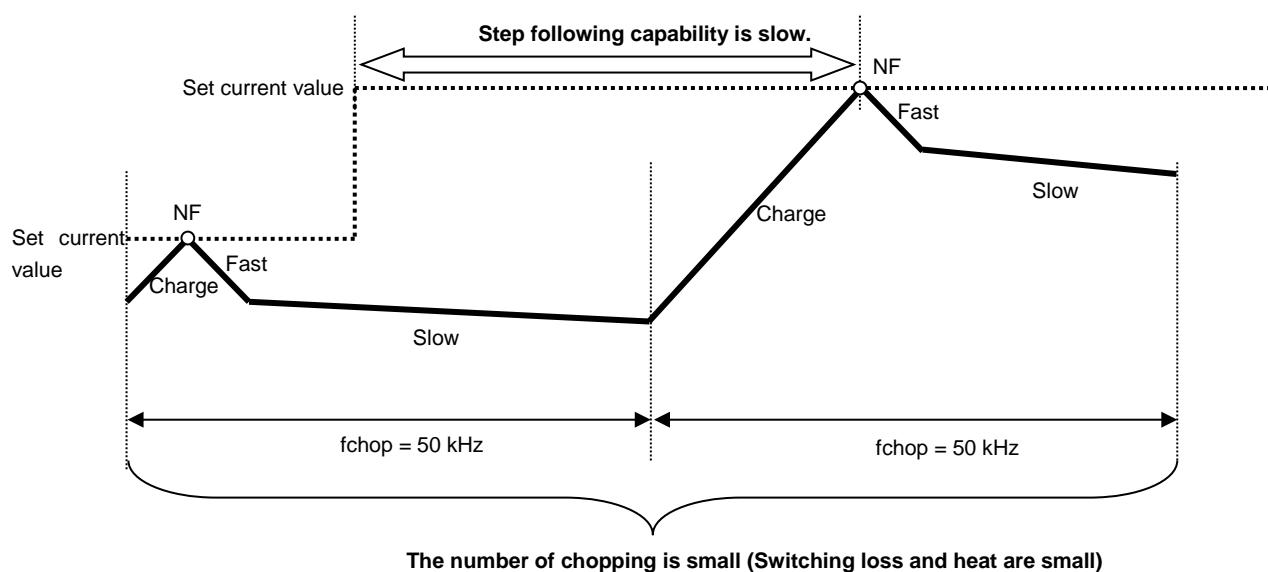 Step following capability is slow.
NF
Set current value
Fast
Slow
Charge
NF
Set current
value
Fast
Charge
Slow
fchop = 50 kHz
fchop = 50 kHz
The number of chopping is small (Switching loss and heat are small)